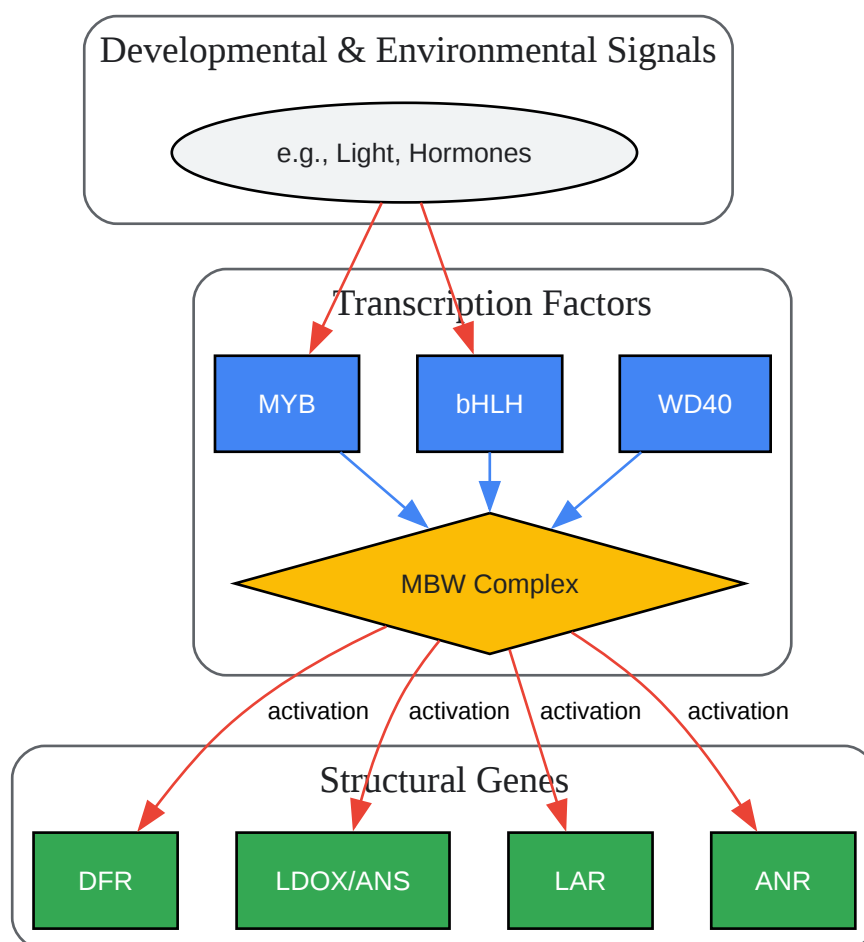 Developmental & Environmental Signals
e.g., Light, Hormones
Transcription Factors
MYB
bHLH
WD40
MBW Complex
activation
activation
activation
activation
Structural Genes
DFR
LDOX/ANS
LAR
ANR